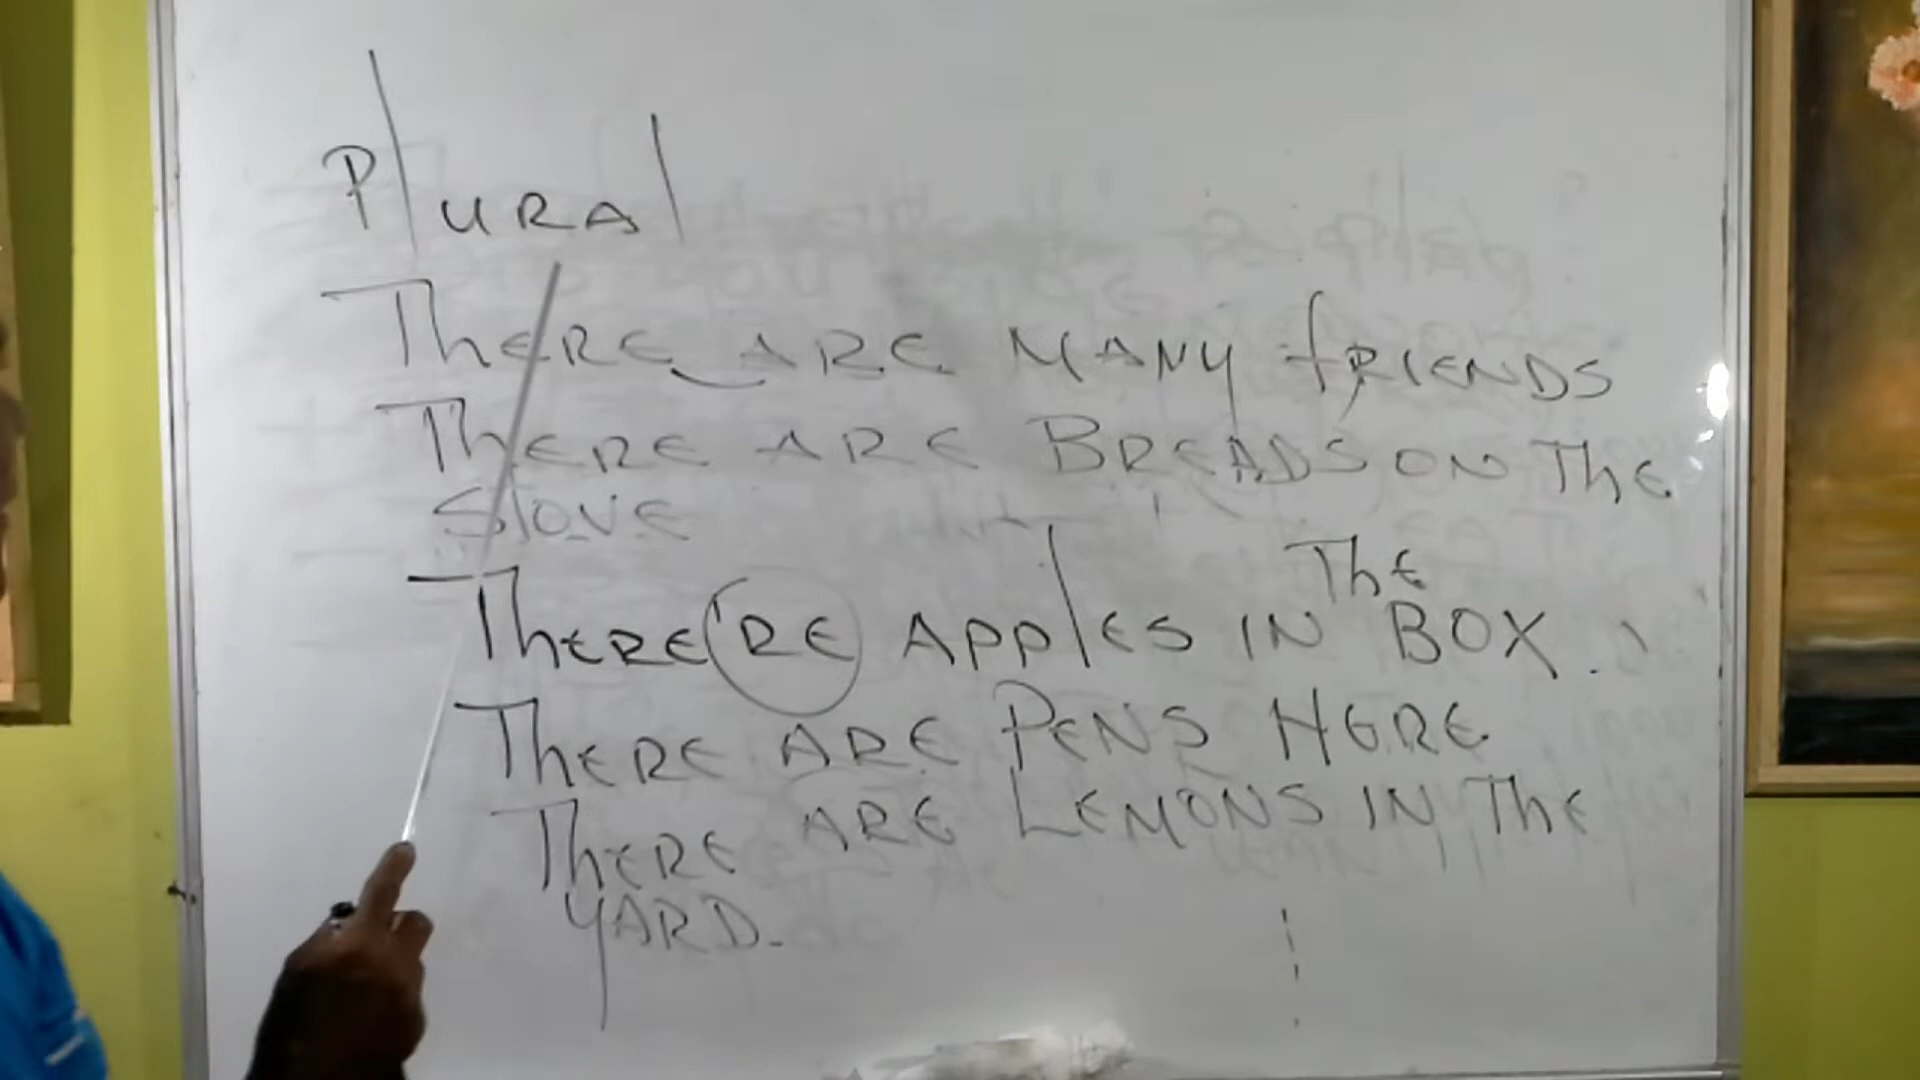 Plural
There are many friends
There are Breads on the
Stove
The
There're Apples in Box.
There are Pens Here
There are Lemons in the
yard.